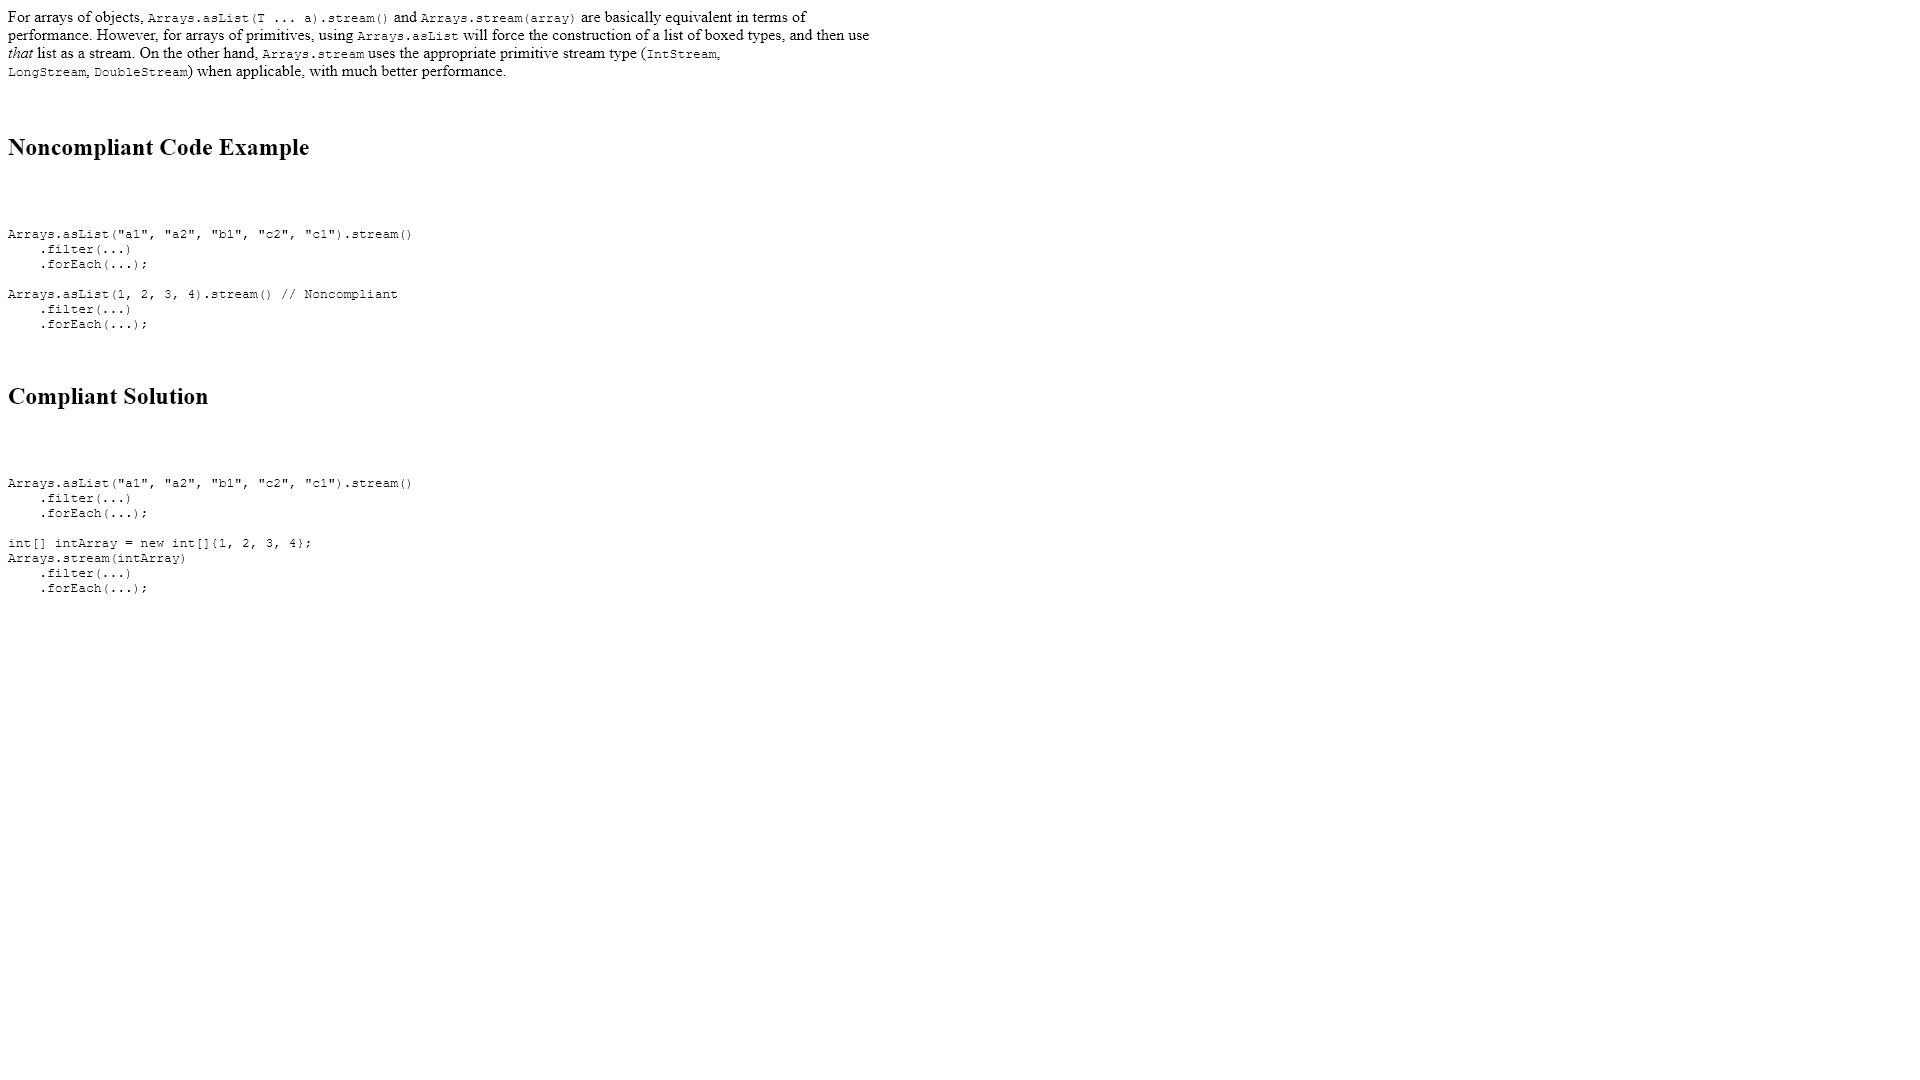 For arrays of objects, Arrays.asList(T ... a).stream() and Arrays.stream(array) are basically equivalent in terms of
performance. However, for arrays of primitives, using Arrays.asList will force the construction of a list of boxed types, and then use
that list as a stream. On the other hand, Arrays.stream uses the appropriate primitive stream type (IntStream,
LongStream, DoubleStream) when applicable, with much better performance.
Noncompliant Code Example
Arrays.asList("a1", "a2", "b1", "c2", "c1").stream()
    .filter(...)
    .forEach(...);
Arrays.asList(1, 2, 3, 4).stream() // Noncompliant
    .filter(...)
    .forEach(...);
Compliant Solution
Arrays.asList("a1", "a2", "b1", "c2", "c1").stream()
    .filter(...)
    .forEach(...);
int[] intArray = new int[]{1, 2, 3, 4};
Arrays.stream(intArray)
    .filter(...)
    .forEach(...);